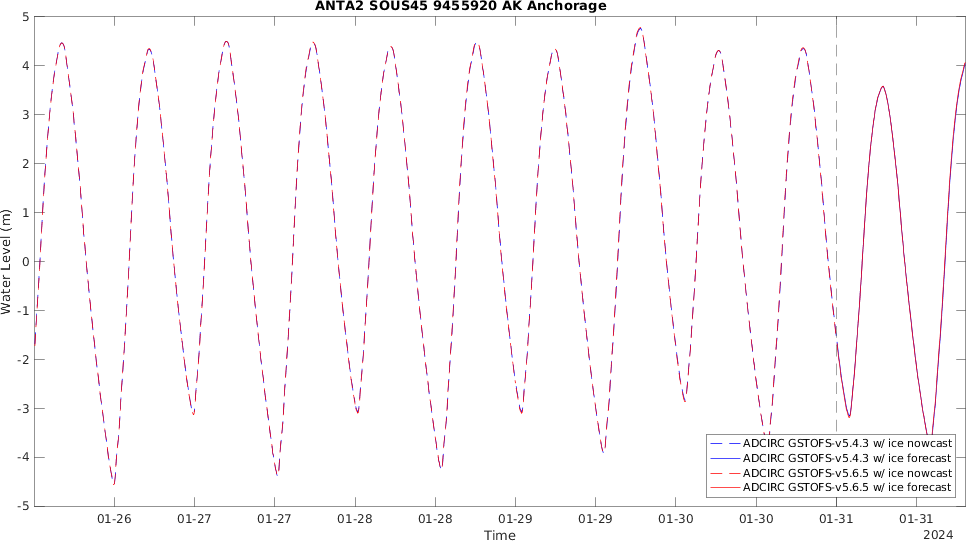 ANTA2 SOUS45 9455920 AK Anchorage
5
4
3
2
1
0
-1
-2
-3
-4
-5
Water Level (m)
ADCIRC GSTOFS-v5.4.3 w/ ice nowcast
ADCIRC GSTOFS-v5.4.3 w/ ice forecast
ADCIRC GSTOFS-v5.6.5 w/ ice nowcast
ADCIRC GSTOFS-v5.6.5 w/ ice forecast
01-26 01-27 01-27 01-28 01-28 01-29 01-29 01-30 01-30 01-31 01-31
Time
2024